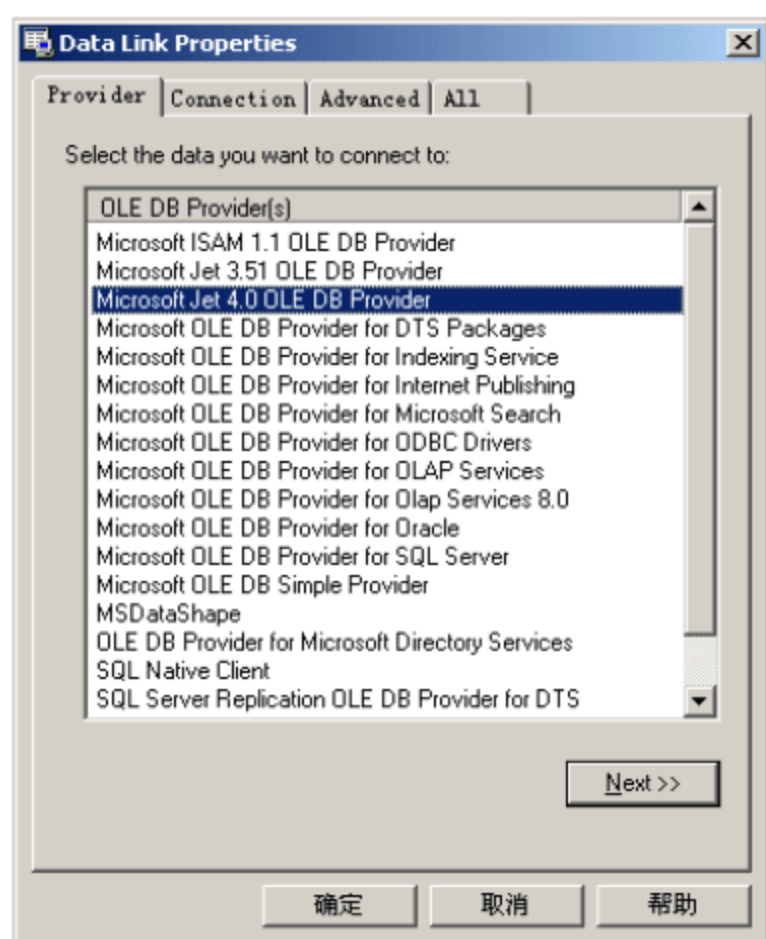 Data Link Properties
Provider Connection Advanced All
Select the data you want to connect to:
OLE DB Provider(s)
Microsoft ISAM 1.1 OLE DB Provider
Microsoft Jet 3.51 OLE DB Provider
Microsoft Jet 4.0 OLE DB Provider
Microsoft OLE DB Provider for DTS Packages
Microsoft OLE DB Provider for Indexing Service
Microsoft OLE DB Provider for Internet Publishing
Microsoft OLE DB Provider for Microsoft Search
Microsoft OLE DB Provider for ODBC Drivers
Microsoft OLE DB Provider for OLAP Services
Microsoft OLE DB Provider for Olap Services 8.0
Microsoft OLE DB Provider for Oracle
Microsoft OLE DB Provider for SQL Server
Microsoft OLE DB Simple Provider
MSDataShape
OLE DB Provider for Microsoft Directory Services
SQL Native Client
SQL Server Replication OLE DB Provider for DTS
Next >>
确定 取消 帮助